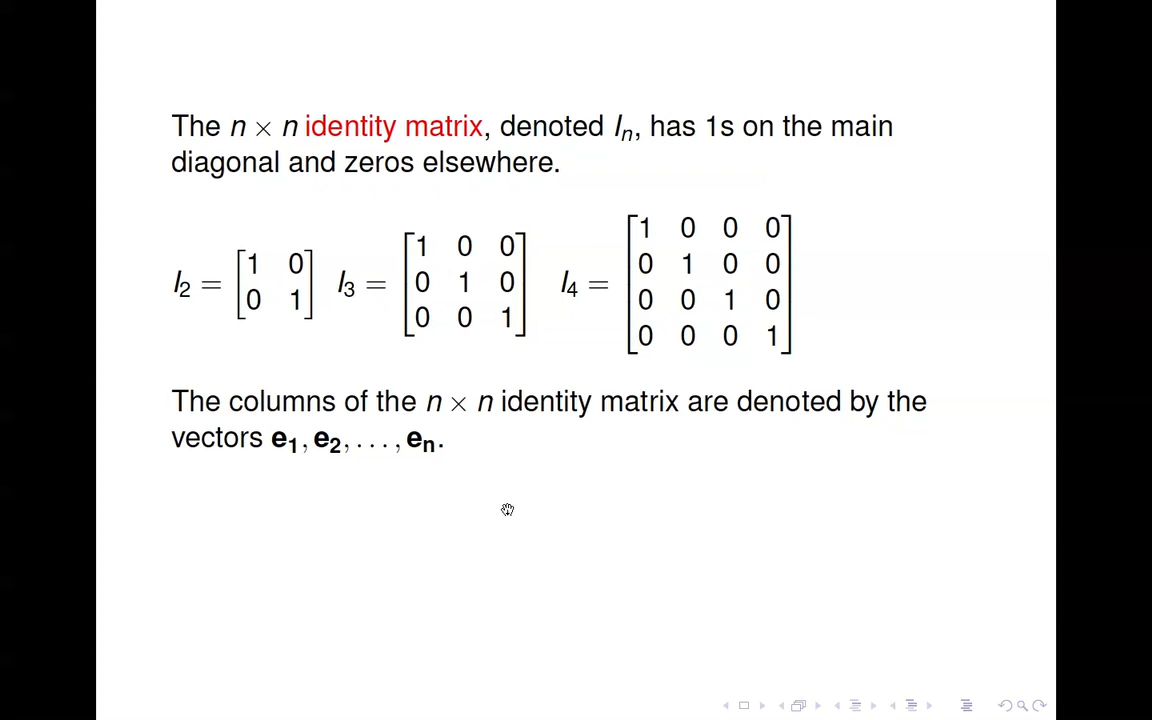 The n × n identity matrix, denoted Iₙ, has 1s on the main
diagonal and zeros elsewhere.
I₂ = [1 0; 0 1] I₃ = [1 0 0; 0 1 0; 0 0 1] I₄ = [1 0 0 0; 0 1 0 0; 0 0 1 0; 0 0 0 1]
The columns of the n × n identity matrix are denoted by the
vectors e₁, e₂, . . . , eₙ.